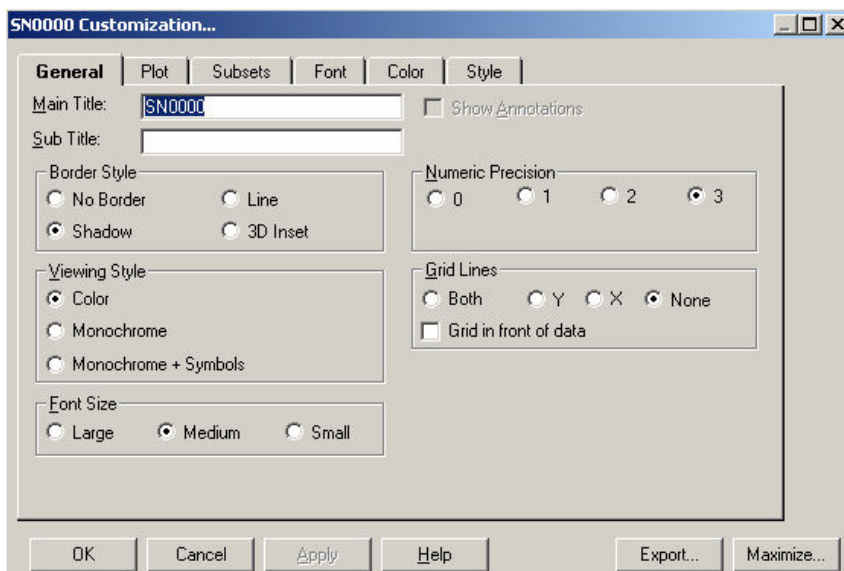 SN0000 Customization...
General Plot Subsets Font Color Style
Main Title: SN0000 Show Annotations
Sub Title:
Border Style
No Border Line
Shadow 3D Inset
Numeric Precision
0 1 2 3
Viewing Style
Color
Monochrome
Monochrome + Symbols
Grid Lines
Both Y X None
Grid in front of data
Font Size
Large Medium Small
OK Cancel Apply Help Export... Maximize...